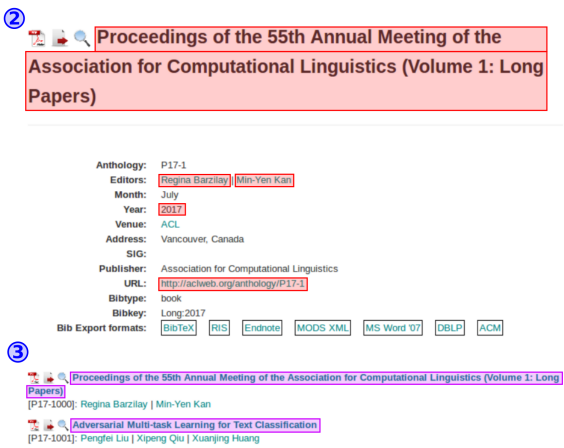 2
Proceedings of the 55th Annual Meeting of the
Association for Computational Linguistics (Volume 1: Long
Papers)
Anthology: P17-1
Editors: Regina Barzilay | Min-Yen Kan
Month: July
Year: 2017
Venue: ACL
Address: Vancouver, Canada
SIG:
Publisher: Association for Computational Linguistics
URL: http://aclweb.org/anthology/P17-1
Bibtype: book
Bibkey: Long:2017
Bib Export formats: BibTeX RIS Endnote MODS XML MS Word '07 DBLP ACM
3
Proceedings of the 55th Annual Meeting of the Association for Computational Linguistics (Volume 1: Long
Papers)
[P17-1000]: Regina Barzilay | Min-Yen Kan
Adversarial Multi-task Learning for Text Classification
[P17-1001]: Pengfei Liu | Xipeng Qiu | Xuanjing Huang